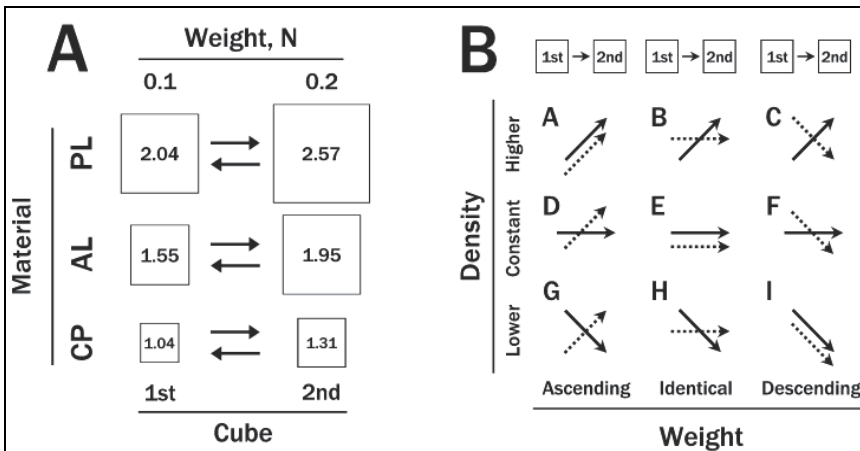 A
Weight, N
0.1 0.2
Material
PL
2.04 2.57
AL
1.55 1.95
CP
1.04 1.31
1st 2nd
Cube
B
1st 2nd 1st 2nd 1st 2nd
Density
Higher
A B C
Constant
D E F
Lower
G H I
Ascending Identical Descending
Weight